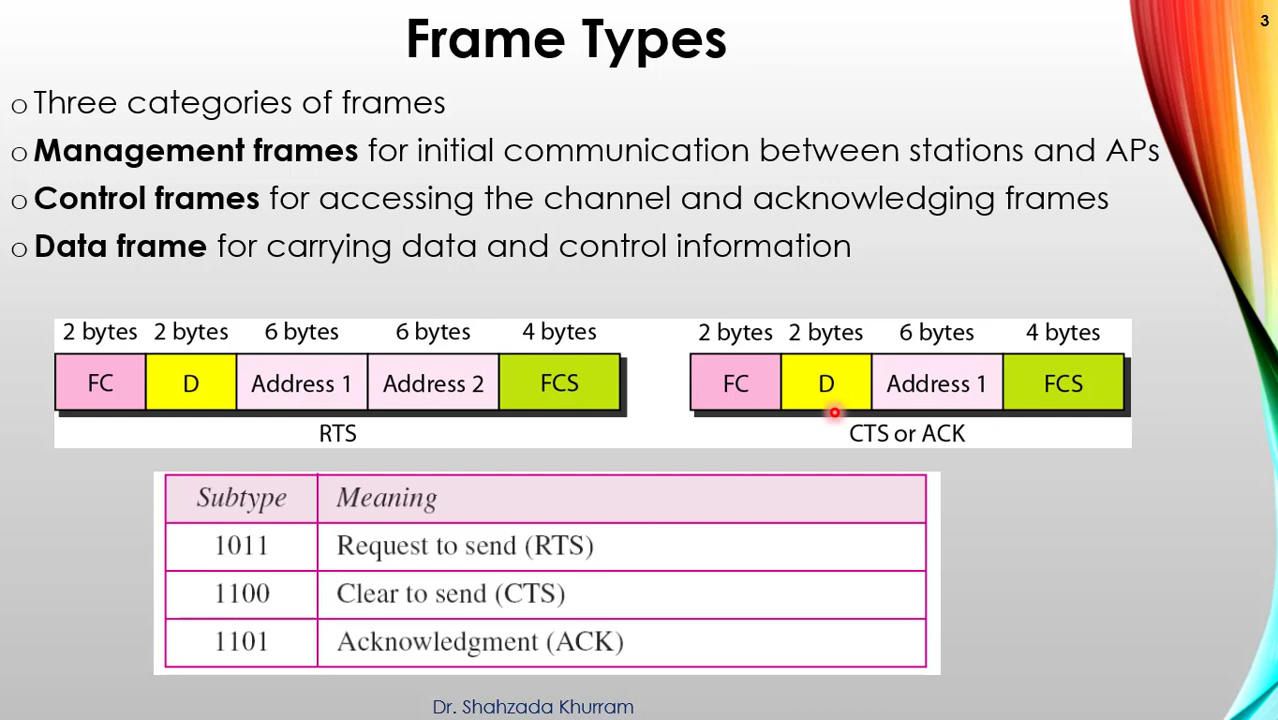 3
Frame Types
o Three categories of frames
o Management frames for initial communication between stations and APs
o Control frames for accessing the channel and acknowledging frames
o Data frame for carrying data and control information
2 bytes 2 bytes 6 bytes 6 bytes 4 bytes
FC D Address 1 Address 2 FCS
RTS
2 bytes 2 bytes 6 bytes 4 bytes
FC D Address 1 FCS
CTS or ACK
Subtype Meaning
1011 Request to send (RTS)
1100 Clear to send (CTS)
1101 Acknowledgment (ACK)
Dr. Shahzada Khurram